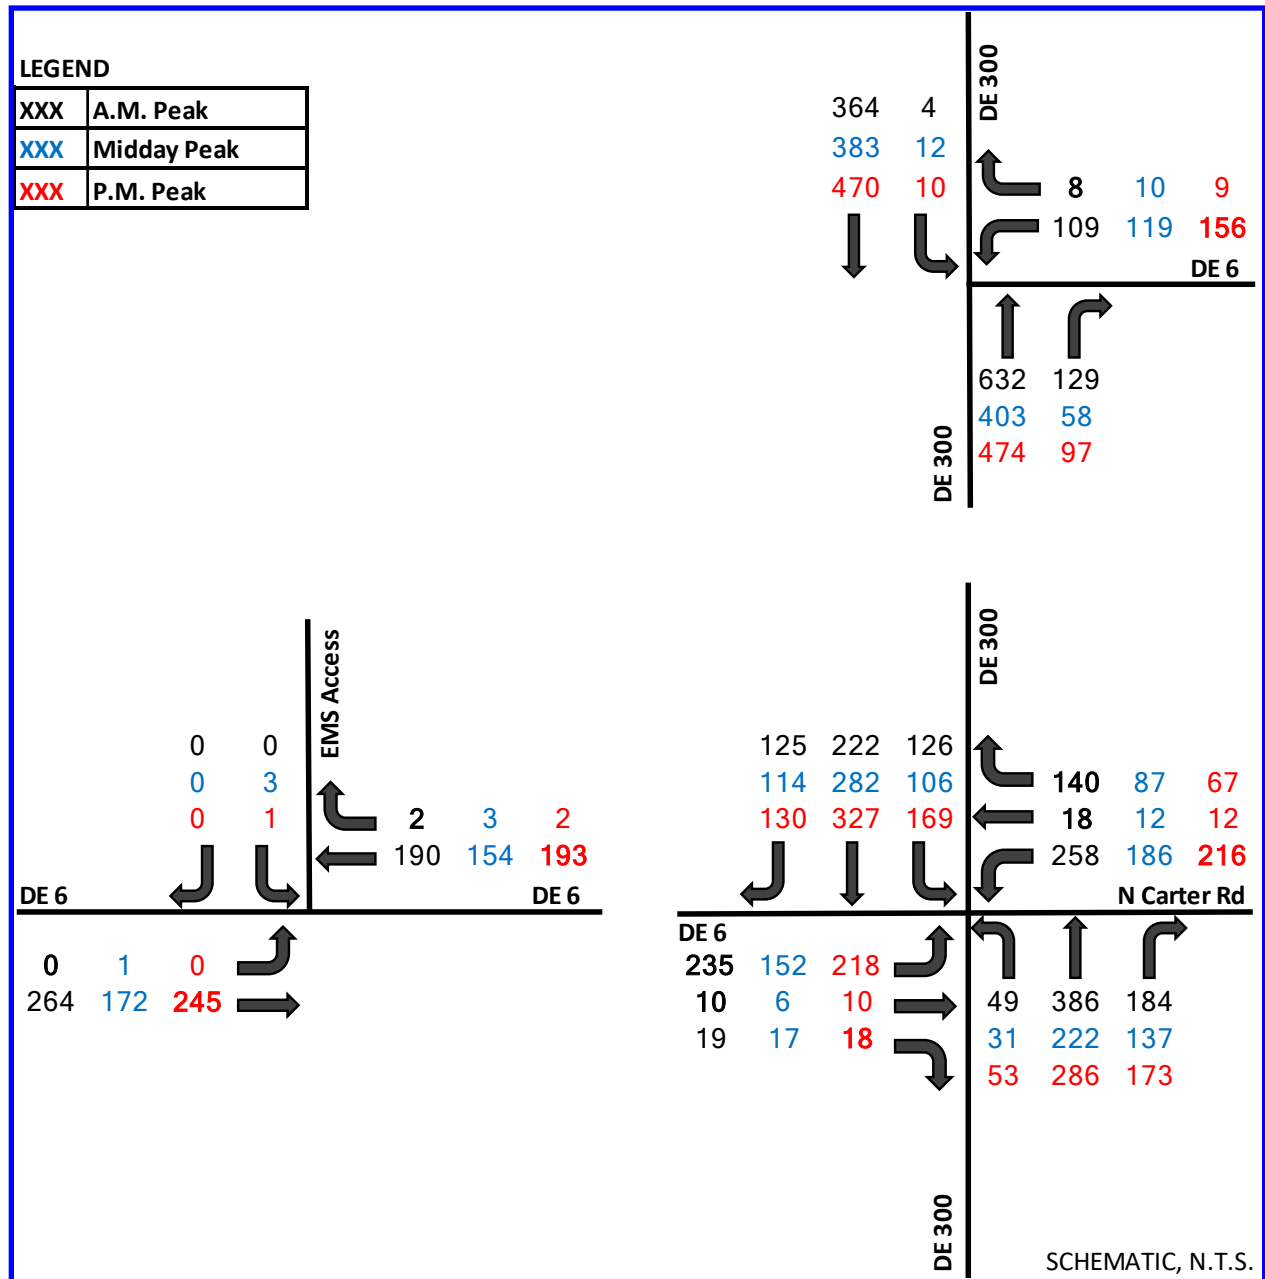 LEGEND
XXX A.M. Peak
XXX Midday Peak
XXX P.M. Peak
DE 300
364 4
383 12
470 10
8 10 9
109 119 156
DE 6
632 129
403 58
474 97
DE 300
EMS Access
0 0
0 3
0 1
2 3 2
190 154 193
DE 6 DE 6
0 1 0
264 172 245
DE 300
125 222 126
114 282 106
130 327 169
140 87 67
18 12 12
258 186 216
N Carter Rd
DE 6
235 152 218
10 6 10
19 17 18
49 386 184
31 222 137
53 286 173
DE 300
SCHEMATIC, N.T.S.